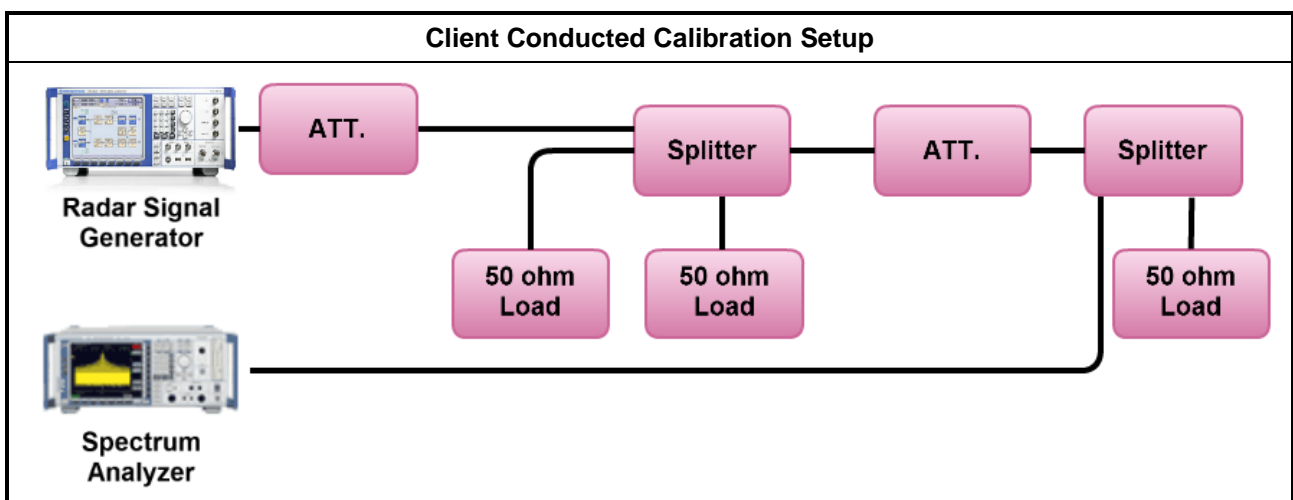 Client Conducted Calibration Setup
ATT.
Splitter
ATT.
Splitter
Radar Signal
Generator
50 ohm
Load
50 ohm
Load
50 ohm
Load
Spectrum
Analyzer